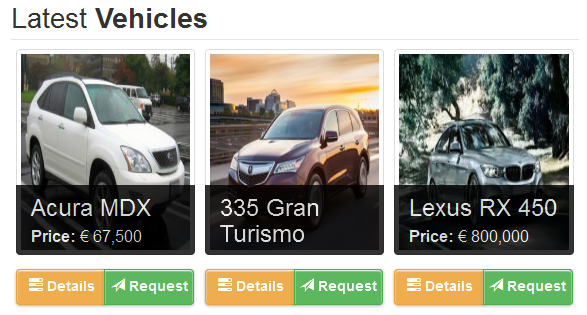 Latest Vehicles
Acura MDX
Price: € 67,500
335 Gran
Turismo
Lexus RX 450
Price: € 800,000
Details
Request
Details
Request
Details
Request